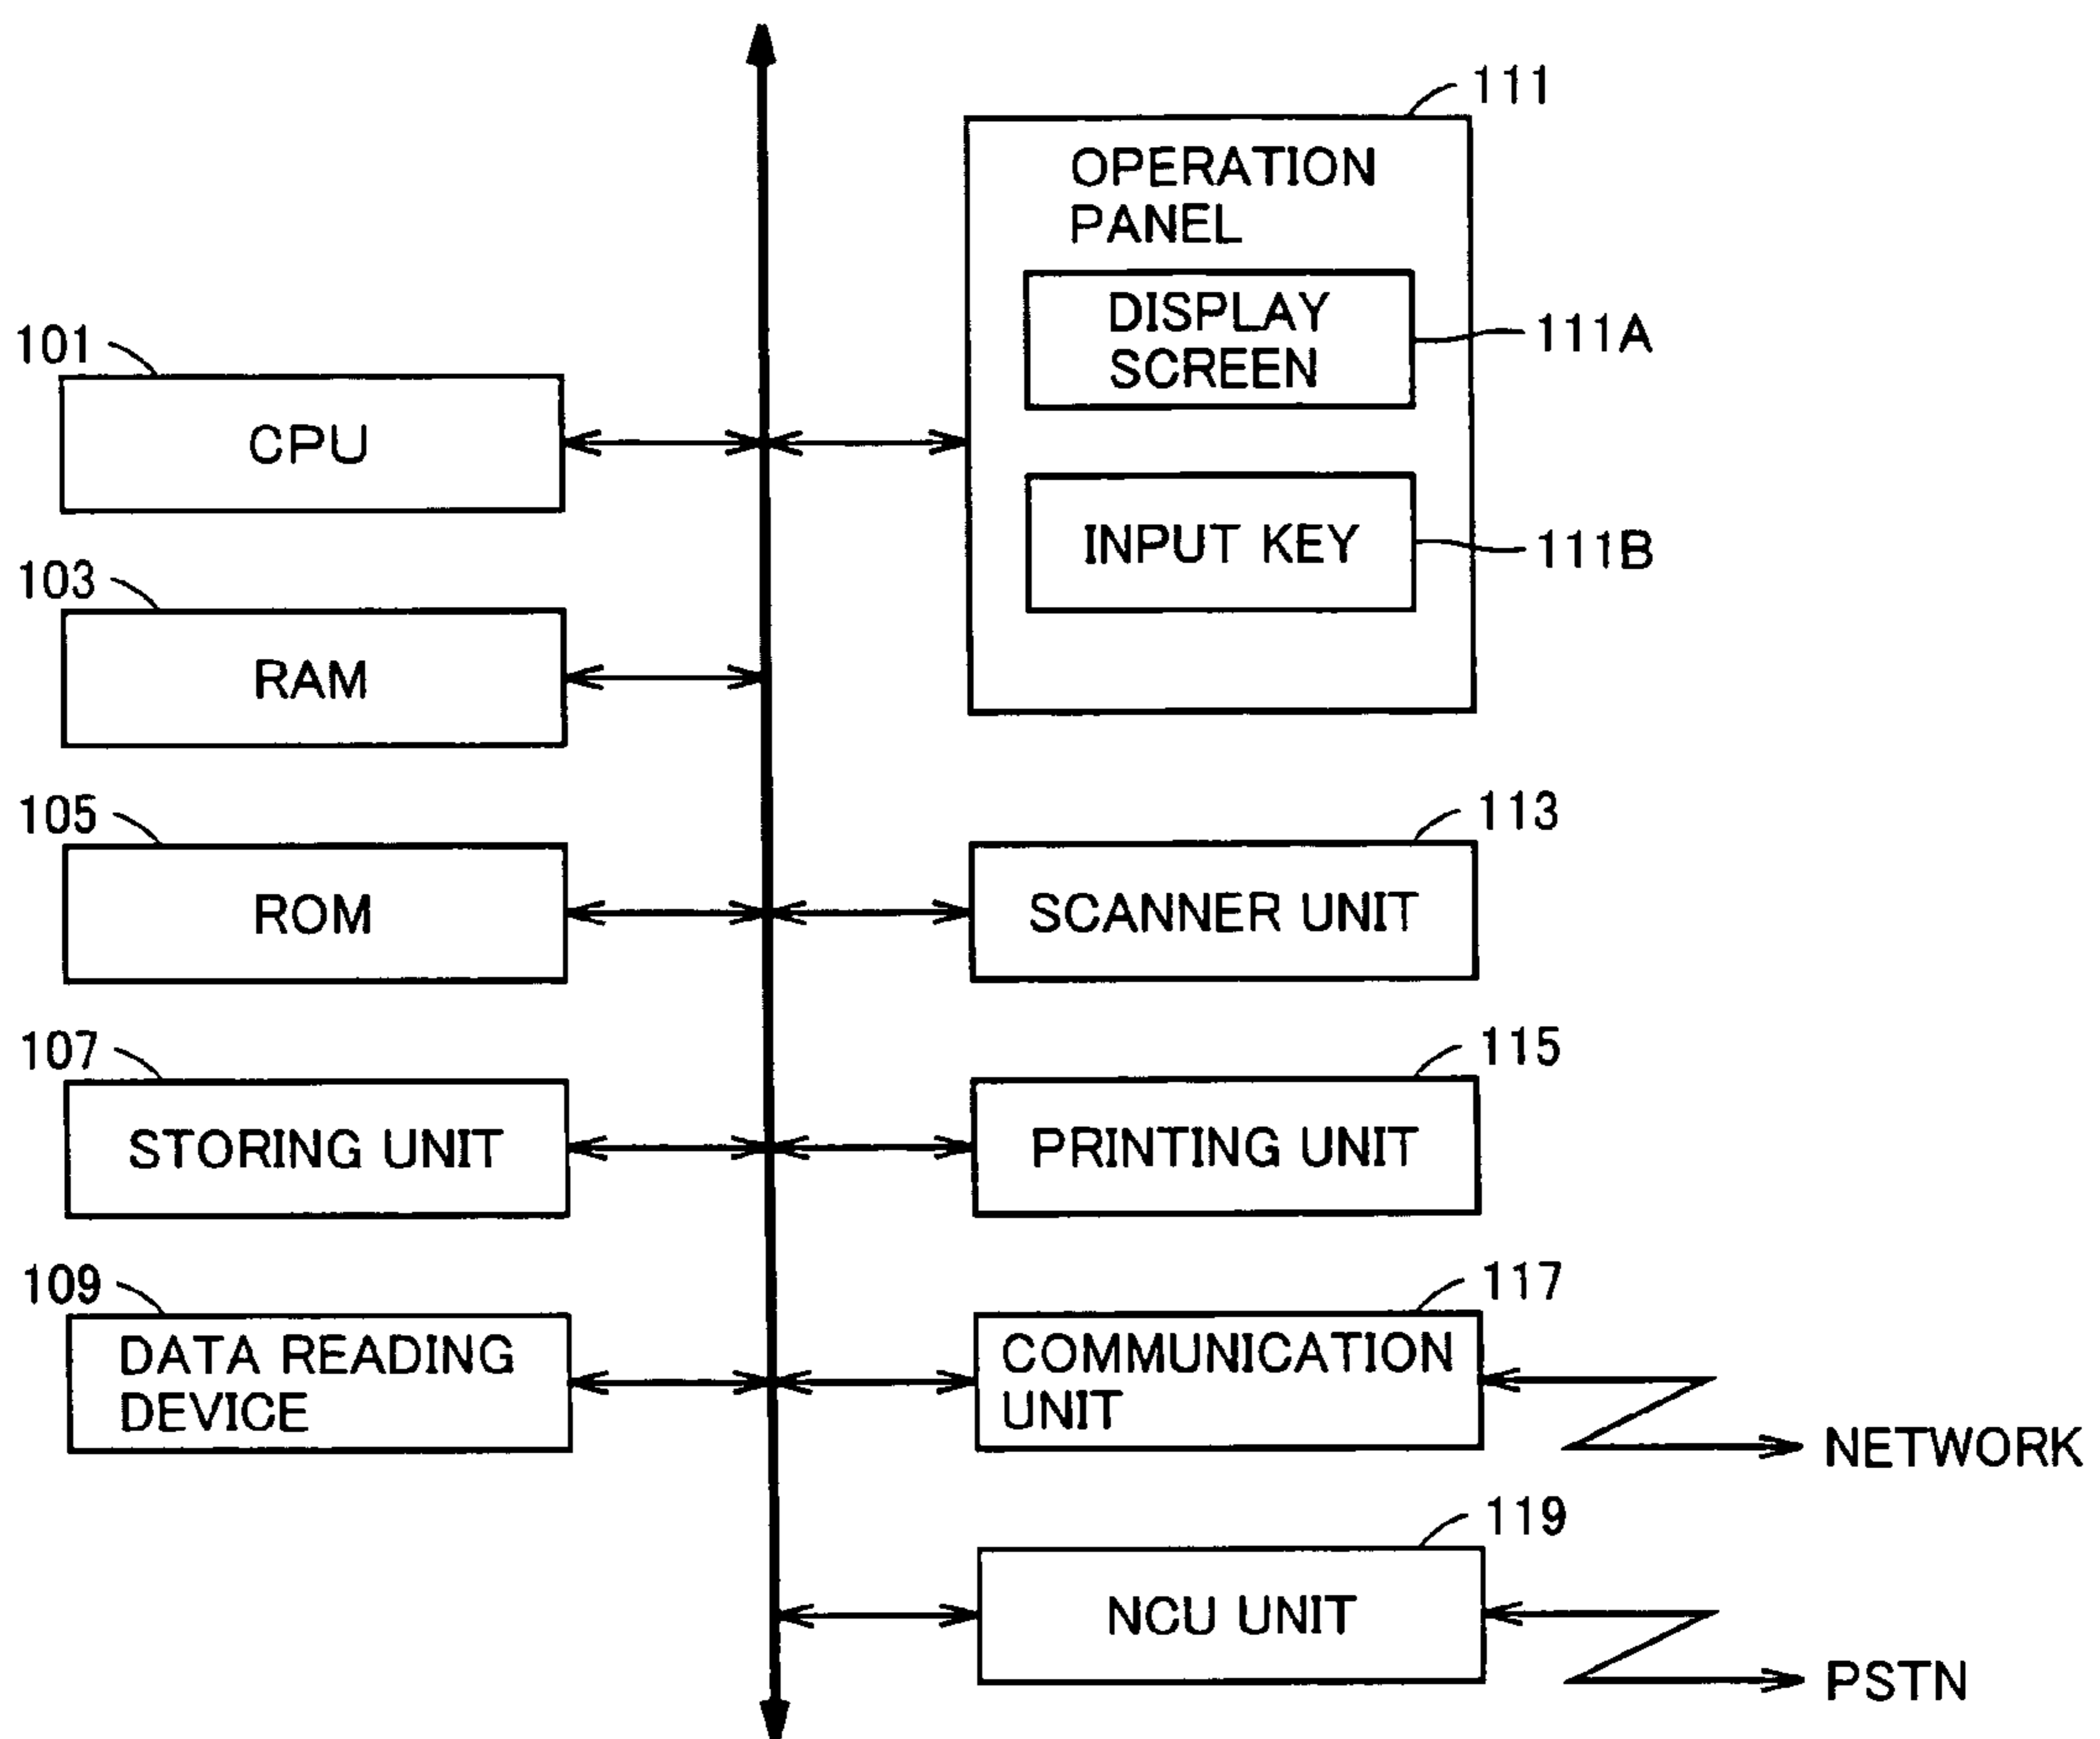 111
OPERATION
PANEL
DISPLAY
SCREEN
111A
INPUT KEY
111B
101
CPU
103
RAM
105
ROM
113
SCANNER UNIT
107
STORING UNIT
115
PRINTING UNIT
109
DATA READING
DEVICE
117
COMMUNICATION
UNIT
NETWORK
119
NCU UNIT
PSTN